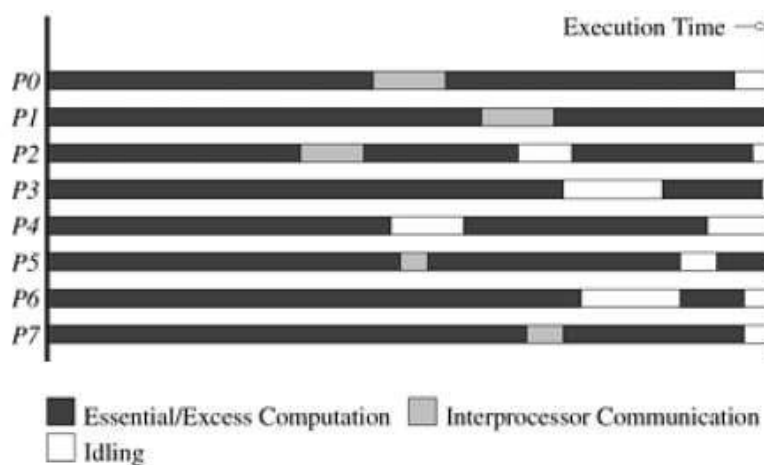 Execution Time
P0
P1
P2
P3
P4
P5
P6
P7
Essential/Excess Computation Interprocessor Communication
Idling